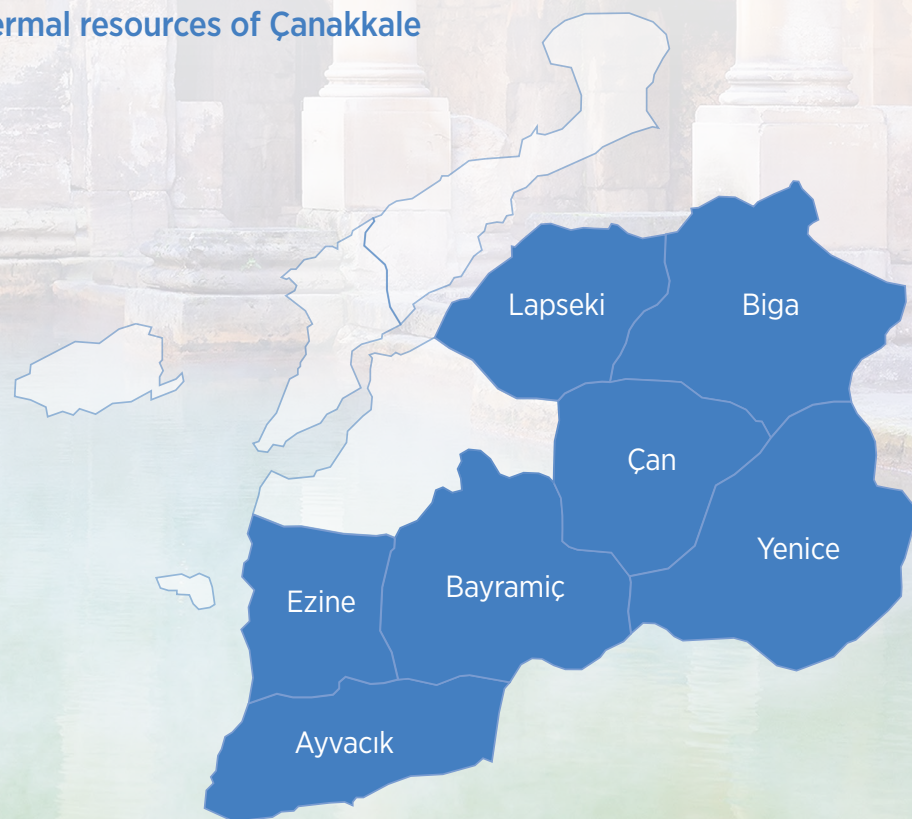 ermal resources of Çanakkale
Lapseki
Biga
Çan
Yenice
Bayramiç
Ezine
Ayvacık